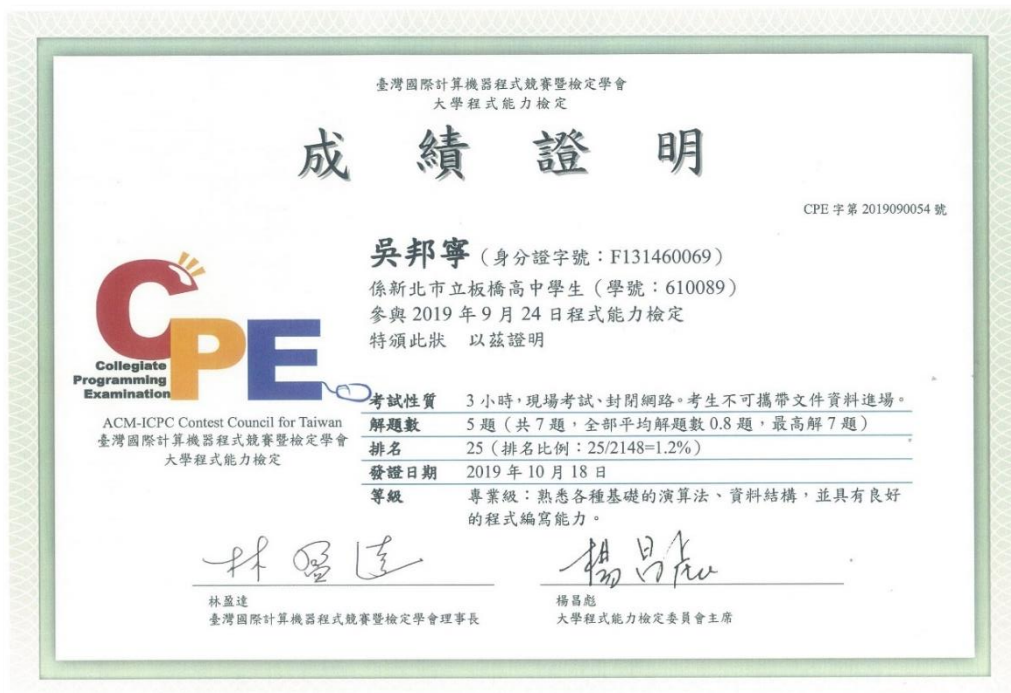 臺灣國際計算機器程式競賽暨檢定學會
大學程式能力檢定
成績證明
CPE 字第 2019090054 號
吳邦寧（身分證字號：F131460069）
係新北市立板橋高中學生（學號：610089）
參與 2019 年 9 月 24 日程式能力檢定
特頒此狀　以茲證明
CPE
Collegiate
Programming
Examination
ACM-ICPC Contest Council for Taiwan
臺灣國際計算機器程式競賽暨檢定學會
大學程式能力檢定
考試性質　3 小時，現場考試、封閉網路。考生不可攜帶文件資料進場。
解題數　5 題（共 7 題，全部平均解題數 0.8 題，最高解 7 題）
排名　25（排名比例：25/2148=1.2%）
發證日期　2019 年 10 月 18 日
等級　專業級：熟悉各種基礎的演算法、資料結構，並具有良好
的程式編寫能力。
林盈達
楊昌彪
林盈達
臺灣國際計算機器程式競賽暨檢定學會理事長
楊昌彪
大學程式能力檢定委員會主席